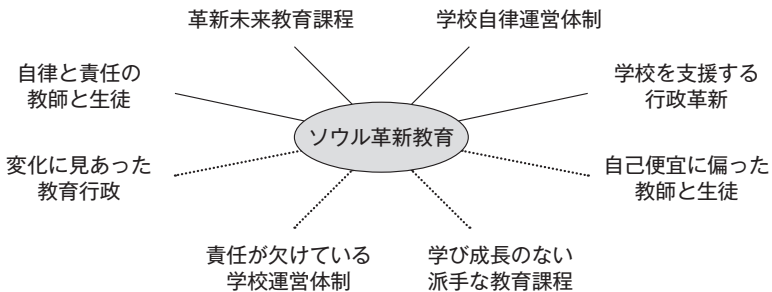 革新未来教育課程
学校自律運営体制
自律と責任の
教師と生徒
学校を支援する
行政革新
ソウル革新教育
変化に見あった
教育行政
自己便宜に偏った
教師と生徒
責任が欠けている
学校運営体制
学び成長のない
派手な教育課程